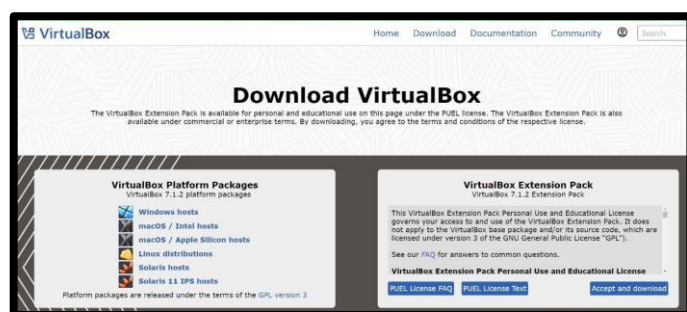 VirtualBox
Home Download Documentation Community Search
Download VirtualBox
The VirtualBox Extension Pack is available for personal and educational use on this page under the PUEL license. The VirtualBox Extension Pack is also
available under commercial or enterprise terms. By downloading, you agree to the terms and conditions of the respective license.
VirtualBox Platform Packages
VirtualBox 7.1.2 platform packages
Windows hosts
macOS / Intel hosts
macOS / Apple Silicon hosts
Linux distributions
Solaris hosts
Solaris 11 IPS hosts
Platform packages are released under the terms of the GPL version 3
VirtualBox Extension Pack
VirtualBox 7.1.2 Extension Pack
This VirtualBox Extension Pack Personal Use and Educational License
governs your access to and use of the VirtualBox Extension Pack. It does
not apply to the VirtualBox base package and/or its source code, which are
licensed under version 3 of the GNU General Public License "GPL").
See our FAQ for answers to common questions.
VirtualBox Extension Pack Personal Use and Educational License
PUEL License FAQ PUEL License Text Accept and download